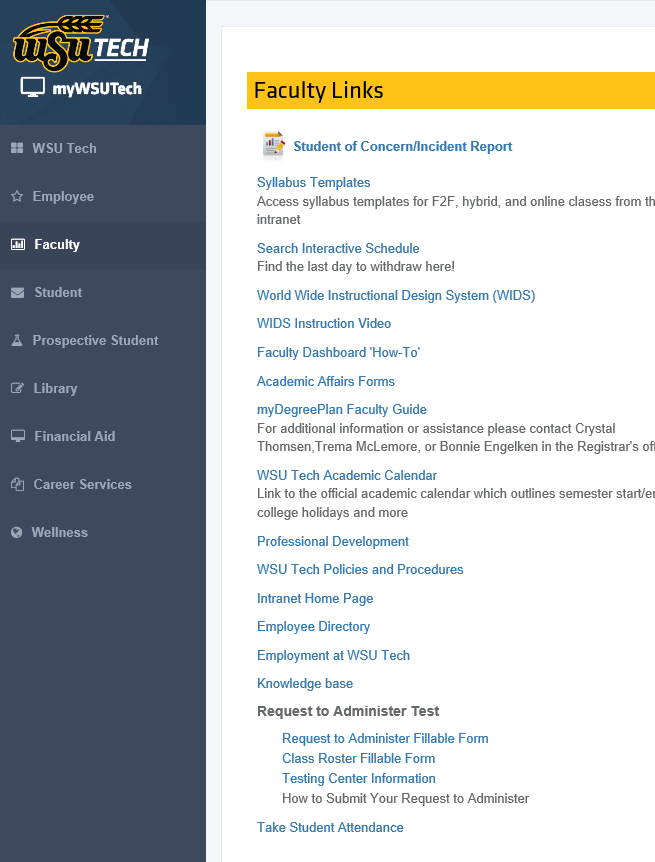 WSUTECH
myWSUTech
WSU Tech
Employee
Faculty
Student
Prospective Student
Library
Financial Aid
Career Services
Wellness
Faculty Links
Student of Concern/Incident Report
Syllabus Templates
Access syllabus templates for F2F, hybrid, and online clasess from th
intranet
Search Interactive Schedule
Find the last day to withdraw here!
World Wide Instructional Design System (WIDS)
WIDS Instruction Video
Faculty Dashboard 'How-To'
Academic Affairs Forms
myDegreePlan Faculty Guide
For additional information or assistance please contact Crystal
Thomsen,Trema McLemore, or Bonnie Engelken in the Registrar's of
WSU Tech Academic Calendar
Link to the official academic calendar which outlines semester start/e
college holidays and more
Professional Development
WSU Tech Policies and Procedures
Intranet Home Page
Employee Directory
Employment at WSU Tech
Knowledge base
Request to Administer Test
Request to Administer Fillable Form
Class Roster Fillable Form
Testing Center Information
How to Submit Your Request to Administer
Take Student Attendance